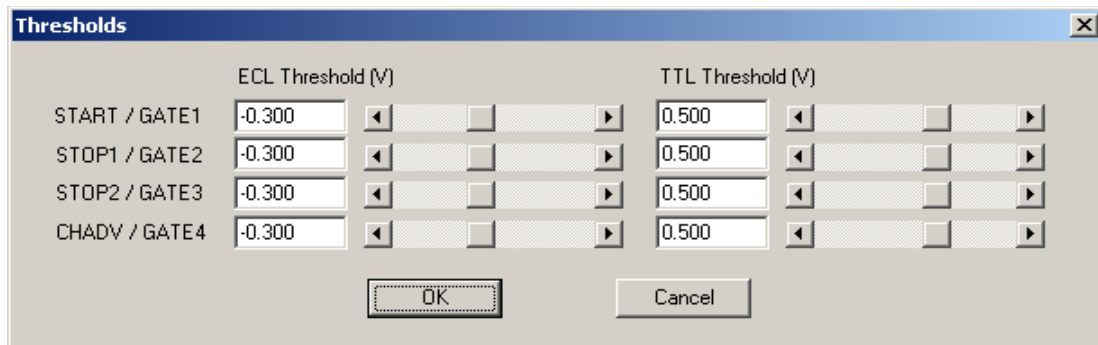 Thresholds
ECL Threshold (V) TTL Threshold (V)
START / GATE1 -0.300 0.500
STOP1 / GATE2 -0.300 0.500
STOP2 / GATE3 -0.300 0.500
CHADV / GATE4 -0.300 0.500
OK Cancel